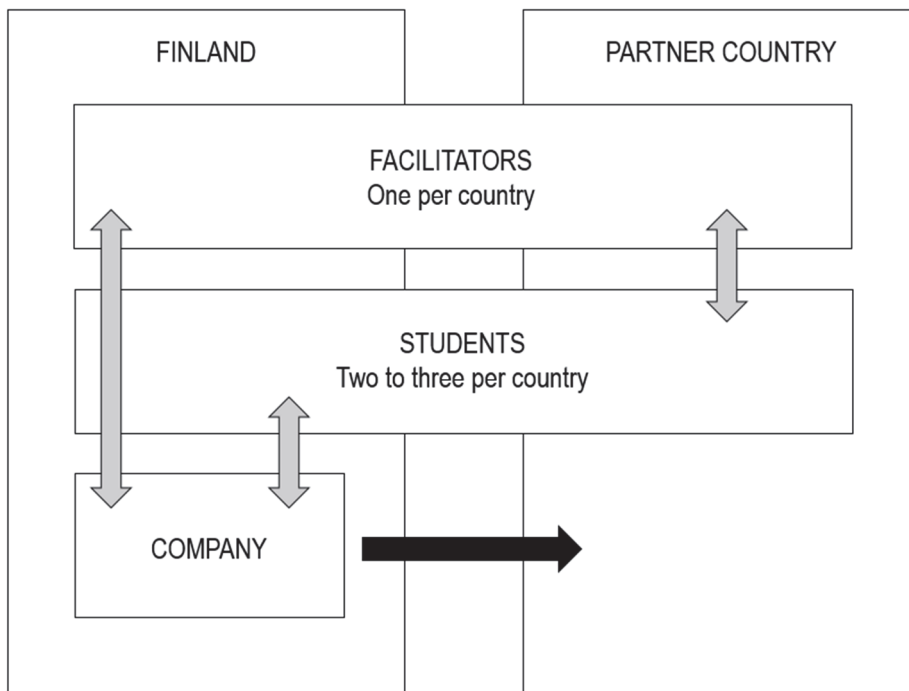 FINLAND
PARTNER COUNTRY
FACILITATORS
One per country
STUDENTS
Two to three per country
COMPANY